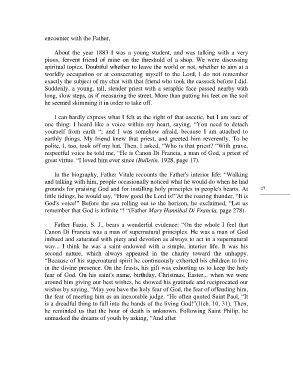 encounter with the Father,
About the year 1883 I was a young student, and was talking with a very
pious, fervent friend of mine on the threshold of a shop. We were discussing
spiritual topics. Doubtful whether to leave the world or not, whether to aim at a
worldly occupation or at consecrating myself to the Lord, I do not remember
exactly the subject of my chat with that friend who took the cassock before I did.
Suddenly, a young, tall, slender priest with a seraphic face passed nearby with
long, slow steps, as if measuring the street. More than putting his feet on the soil
he seemed skimming it in order to take off.
I can hardly express what I felt at the sight of that ascetic, but I am sure of
one thing: I heard like a voice within my heart, saying, “You need to detach
yourself from earth “; and I was somehow afraid, because I am attached to
earthly things. My friend knew that priest, and greeted him reverently. To be
polite, I, too, took off my hat. Then, I asked, “Who is that priest? “With grave,
respectful voice he told me, “He is Canon Di Francia, a man of God, a priest of
great virtue. “I loved him ever since (Bulletin, 1928, page 17).
In the biography, Father Vitale recounts the Father's interior life: “Walking
and talking with him, people occasionally noticed what he would do when he had
grounds for praising God and for instilling holy principles in people's hearts. At
little tidings, he would say, “How good the Lord is!”“At the roaring thunder, “It is
God's voice!” Before the sea rolling out to the horizon, he exclaimed, “Let us
remember that God is infinite “! “(Father Mary Hannibal Di Francia, page 278).
47
Father Fazio, S. J., bears a wonderful evidence: “On the whole I feel that
Canon Di Francia was a man of supernatural principles. He was a man of God
imbued and saturated with piety and devotion as always to act in a supernatural
way... I think he was a saint endowed with a simple, interior life. It was his
second nature, which always appeared in the charity toward the unhappy.
“Because of his supernatural spirit he continuously exhorted his children to live
in the divine presence. On the feasts, his gift was exhorting us to keep the holy
fear of God. On his saint's name, birthday, Christmas, Easter... when we were
around him giving our best wishes, he showed his gratitude and reciprocated our
wishes by saying, “May you have the holy fear of God, the fear of offending him,
the fear of meeting him as an inexorable judge. “He often quoted Saint Paul, “It
is a dreadful thing to fall into the hands of the living God!”(Heb. 10, 31). Then,
he reminded us that the hour of death is unknown. Following Saint Philip, he
unmasked the dreams of youth by asking, “And after